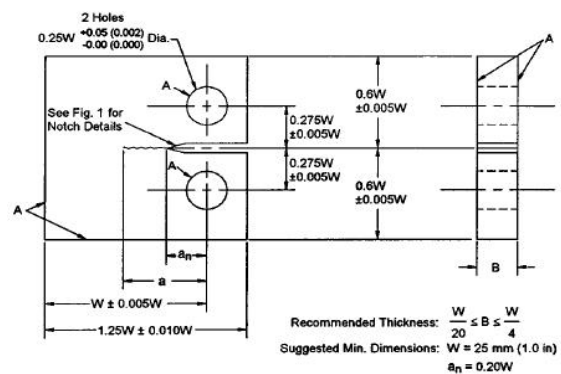 2 Holes
0.25W +0.05 (0.002) Dia.
-0.00 (0.000)
A
A
See Fig. 1 for
Notch Details
0.6W
±0.005W
0.275W
±0.005W
A
0.275W
±0.005W
0.6W
±0.005W
A
an
B
a
W ± 0.005W
1.25W ± 0.010W
Recommended Thickness: W/20 ≤ B ≤ W/4
Suggested Min. Dimensions: W = 25 mm (1.0 in)
an = 0.20W